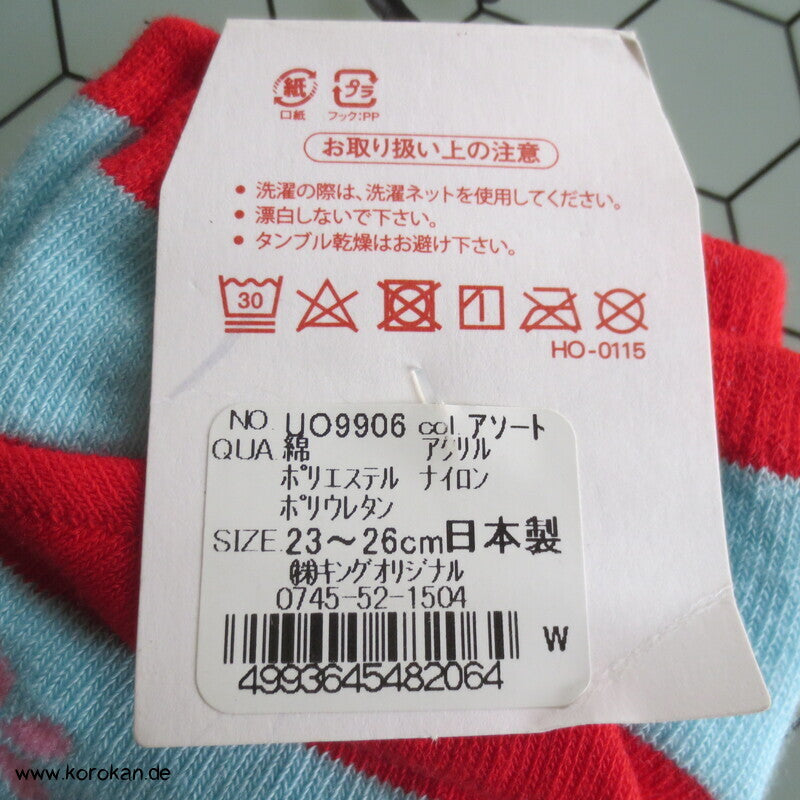 紙 プラ
口紙 フック:PP
お取り扱い上の注意
• 洗濯の際は、洗濯ネットを使用してください。
• 漂白しないで下さい。
• タンブル乾燥はお避け下さい。
30
HO-0115
NO. UO9906 col.アソート
QUA 綿 アクリル
ポリエステル ナイロン
ポリウレタン
SIZE. 23〜26cm日本製
㈱キングオリジナル
0745-52-1504
W
4993645482064
www.korokan.de